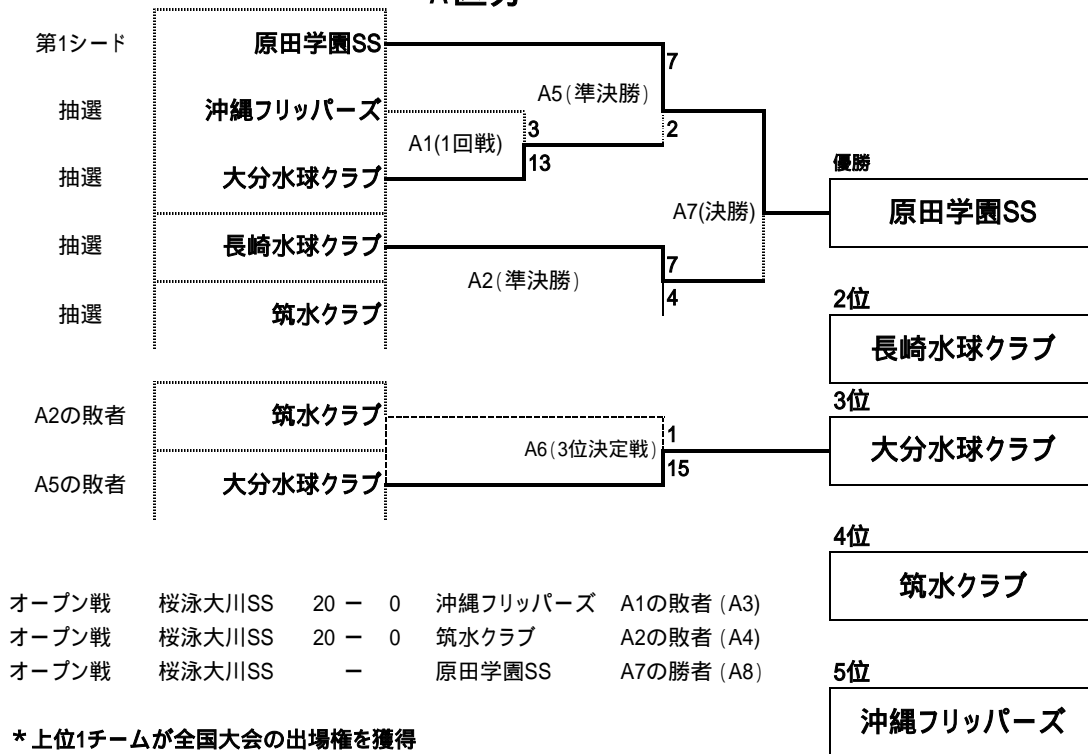 第1シード 原田学園SS
7
A5(準決勝)
抽選 沖縄フリッパーズ
3 2
A1(1回戦)
13
優勝
抽選 大分水球クラブ
A7(決勝) 原田学園SS
抽選 長崎水球クラブ
7
A2(準決勝)
4 2位
抽選 筑水クラブ
長崎水球クラブ
3位
A2の敗者 筑水クラブ
1
A6(3位決定戦) 大分水球クラブ
15
A5の敗者 大分水球クラブ
4位
筑水クラブ
オープン戦 桜泳大川SS 20 － 0 沖縄フリッパーズ A1の敗者(A3)
オープン戦 桜泳大川SS 20 － 0 筑水クラブ A2の敗者(A4)
オープン戦 桜泳大川SS － 原田学園SS A7の勝者(A8)
5位
沖縄フリッパーズ
*上位1チームが全国大会の出場権を獲得